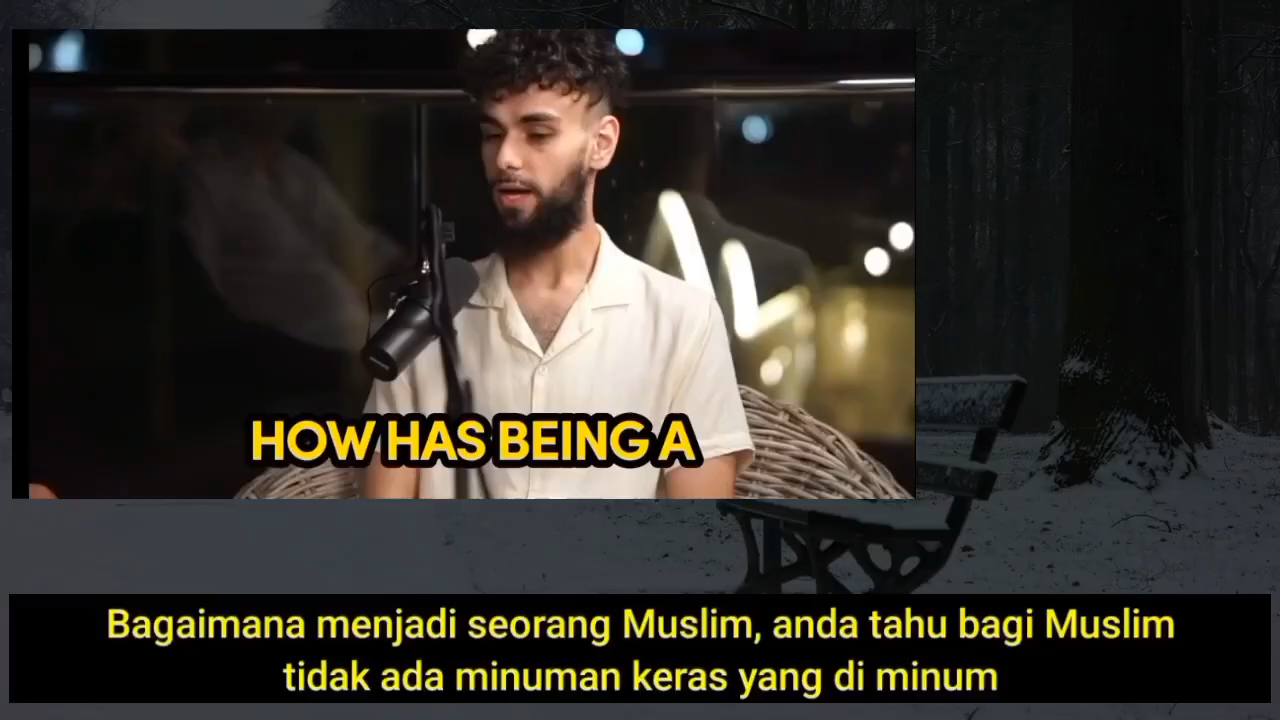 HOW HAS BEING A
Bagaimana menjadi seorang Muslim, anda tahu bagi Muslim
tidak ada minuman keras yang di minum